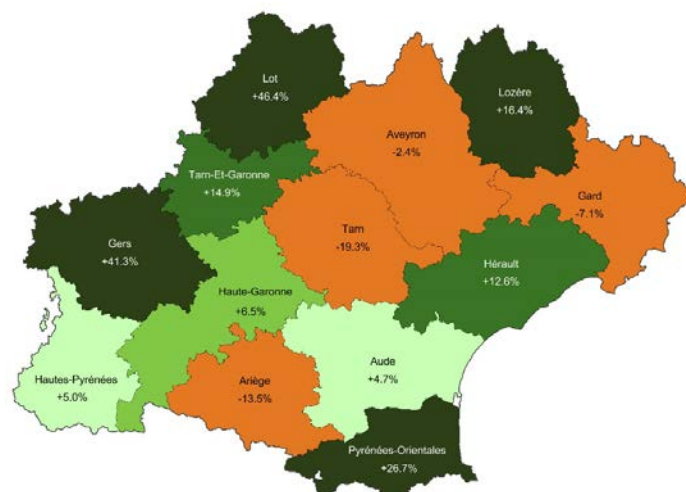 Lot
+46.4%
Lozère
+16.4%
Aveyron
-2.4%
Tarn-Et-Garonne
+14.9%
Gard
-7.1%
Tarn
-19.3%
Gers
+41.3%
Hérault
+12.6%
Haute-Garonne
+6.5%
Aude
+4.7%
Hautes-Pyrénées
+5.0%
Ariège
-13.5%
Pyrénées-Orientales
+26.7%